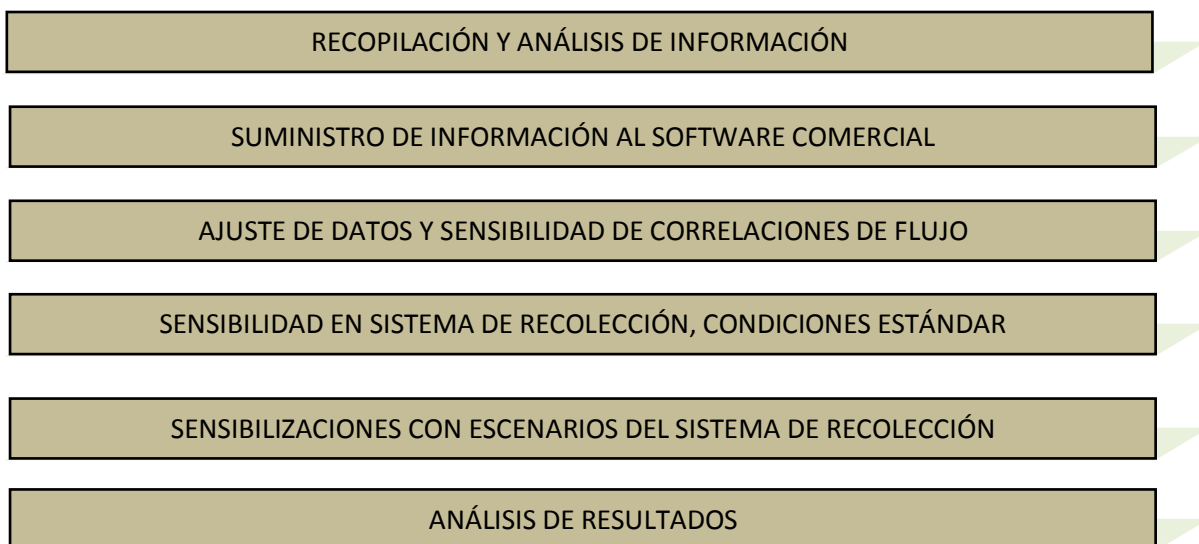 RECOPILACIÓN Y ANÁLISIS DE INFORMACIÓN
SUMINISTRO DE INFORMACIÓN AL SOFTWARE COMERCIAL
AJUSTE DE DATOS Y SENSIBILIDAD DE CORRELACIONES DE FLUJO
SENSIBILIDAD EN SISTEMA DE RECOLECCIÓN, CONDICIONES ESTÁNDAR
SENSIBILIZACIONES CON ESCENARIOS DEL SISTEMA DE RECOLECCIÓN
ANÁLISIS DE RESULTADOS